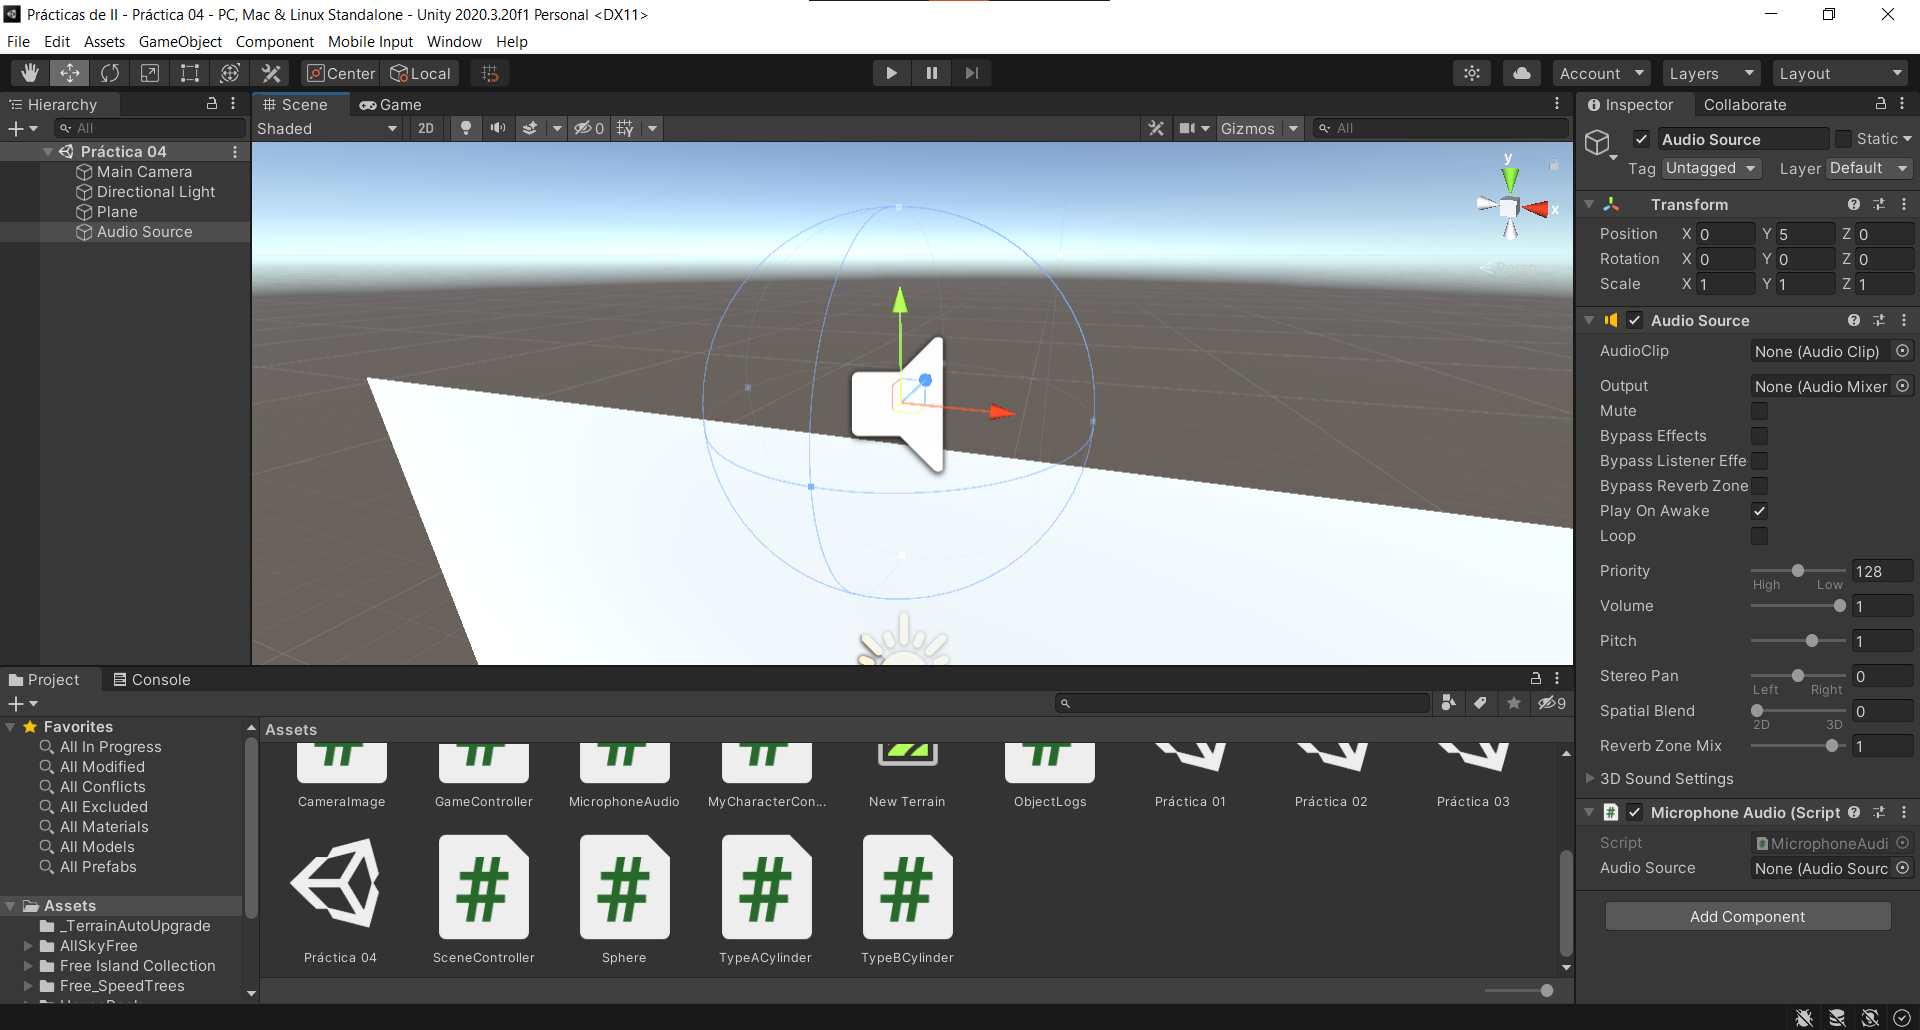 Prácticas de II - Práctica 04 - PC, Mac & Linux Standalone - Unity 2020.3.20f1 Personal <DX11>
File Edit Assets GameObject Component Mobile Input Window Help
Center Local Account Layers Layout
Hierarchy
All
Práctica 04
Main Camera
Directional Light
Plane
Audio Source
Scene Game
Shaded 2D 0 Gizmos All
y
x
Persp
Inspector Collaborate
Audio Source Static
Tag Untagged Layer Default
Transform
Position X 0 Y 5 Z 0
Rotation X 0 Y 0 Z 0
Scale X 1 Y 1 Z 1
Audio Source
AudioClip None (Audio Clip)
Output None (Audio Mixer
Mute
Bypass Effects
Bypass Listener Effe
Bypass Reverb Zone
Play On Awake
Loop
Priority 128
High Low
Volume 1
Pitch 1
Stereo Pan 0
Left Right
Spatial Blend 0
2D 3D
Reverb Zone Mix 1
3D Sound Settings
Microphone Audio (Script
Script MicrophoneAudi
Audio Source None (Audio Sourc
Add Component
Project Console
9
Favorites
All In Progress
All Modified
All Conflicts
All Excluded
All Materials
All Models
All Prefabs
Assets
_TerrainAutoUpgrade
AllSkyFree
Free Island Collection
Free_SpeedTrees
Assets
CameraImage GameController MicrophoneAudio MyCharacterCon... New Terrain ObjectLogs Práctica 01 Práctica 02 Práctica 03
Práctica 04 SceneController Sphere TypeACylinder TypeBCylinder